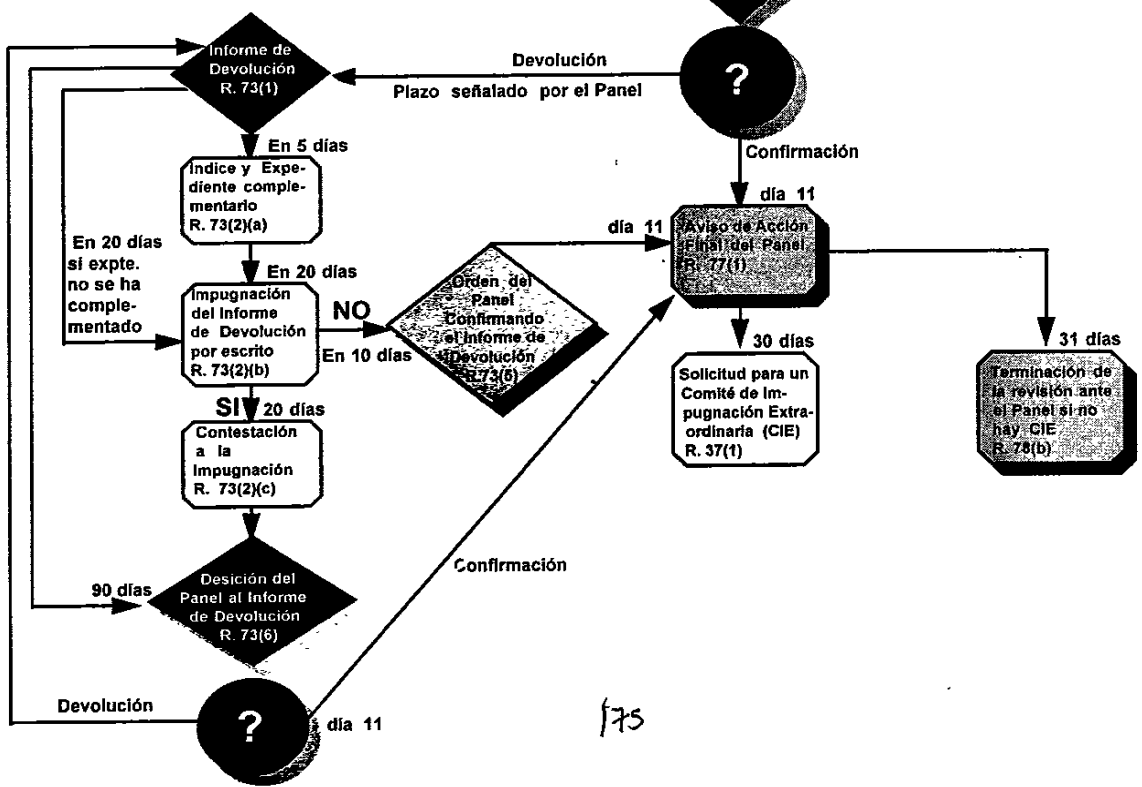 Informe de
Devolución
R. 73(1)
Devolución
Plazo señalado por el Panel
?
Confirmación
En 5 días
Indice y Expe-
diente comple-
mentario
R. 73(2)(a)
En 20 días
si expte.
no se ha
comple-
mentado
En 20 días
Impugnación
del Informe
de Devolución
por escrito
R. 73(2)(b)
NO
En 10 días
Orden del
Panel
Confirmando
el Informe de
Devolución
R.73(5)
día 11
día 11
Aviso de Acción
Final del Panel
R. 77(1)
30 días
Solicitud para un
Comité de Im-
pugnación Extra-
ordinaria (CIE)
R. 37(1)
31 días
Terminación de
la revisión ante
el Panel si no
hay CIE
R. 78(b)
SI 20 días
Contestación
a la
Impugnación
R. 73(2)(c)
90 días
Desición del
Panel al Informe
de Devolución
R. 73(6)
Confirmación
Devolución
?
día 11
175